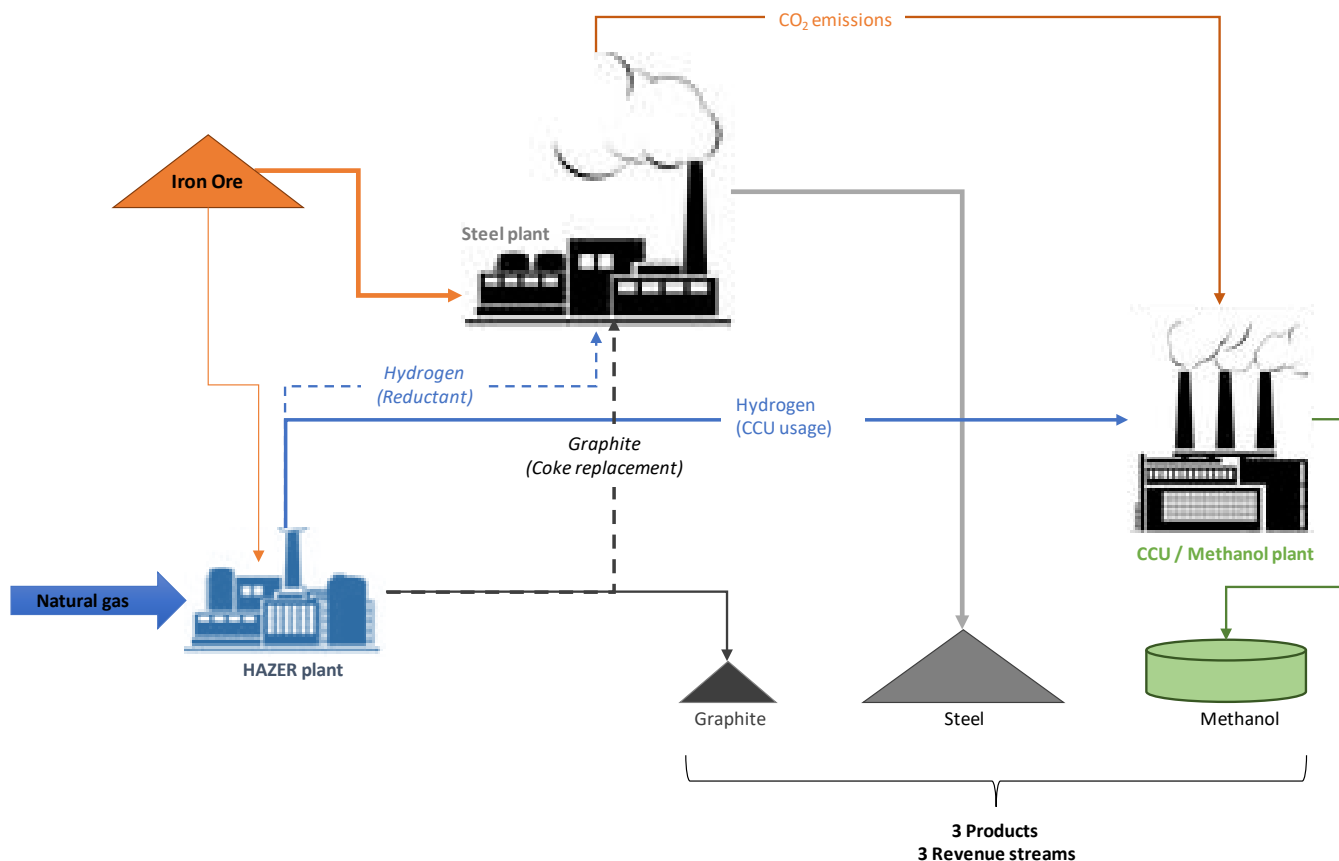 CO₂ emissions
Iron Ore
Steel plant
Hydrogen
(Reductant)
Hydrogen
(CCU usage)
Graphite
(Coke replacement)
CCU / Methanol plant
Natural gas
HAZER plant
Graphite
Steel
Methanol
3 Products
3 Revenue streams